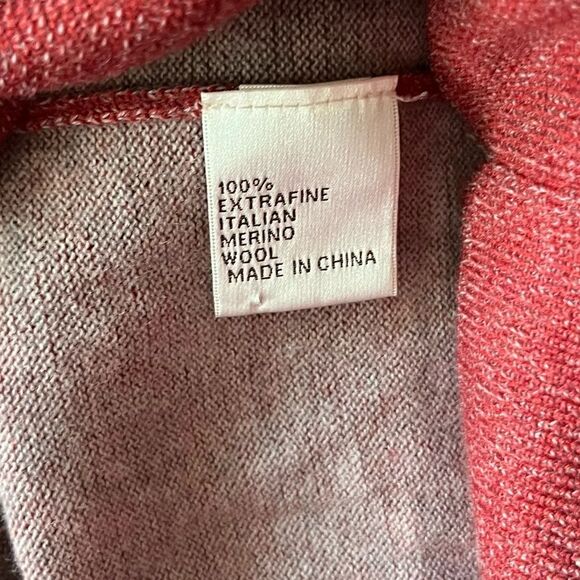 100%
EXTRAFINE
ITALIAN
MERINO
WOOL
MADE IN CHINA